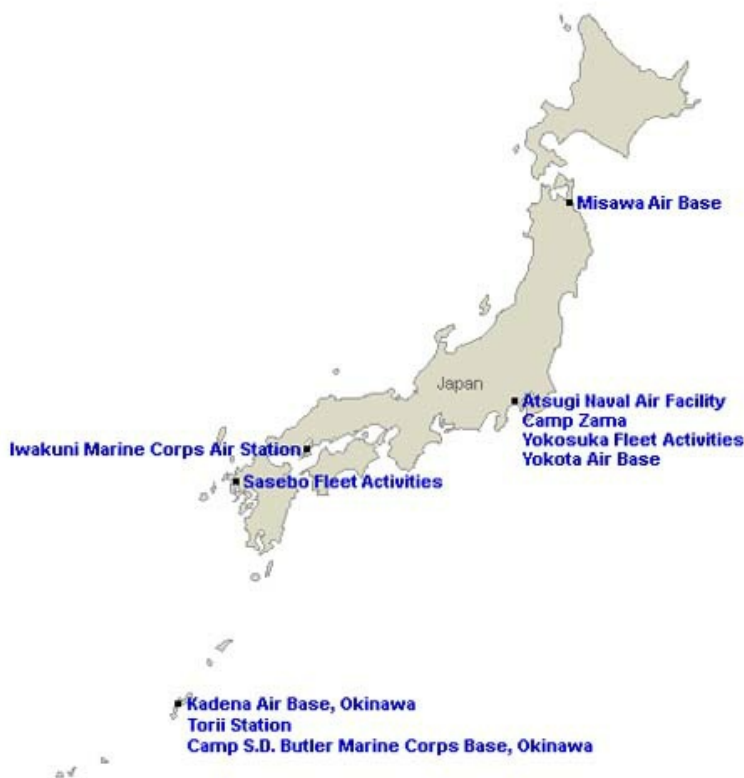 Misawa Air Base
Japan
Atsugi Naval Air Facility
Camp Zama
Yokosuka Fleet Activities
Yokota Air Base
Iwakuni Marine Corps Air Station
Sasebo Fleet Activities
Kadena Air Base, Okinawa
Torii Station
Camp S.D. Butler Marine Corps Base, Okinawa